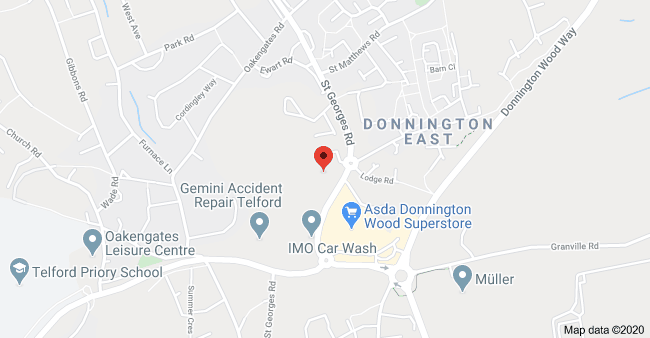 West Ave
Park Rd
Oakengates Rd
Ewart Rd
St Matthews Rd
Barn Cl
Donnington Wood Way
Gibbons Rd
Cordingley Way
St Georges Rd
DONNINGTON
EAST
Church Rd
Furnace Ln
Wade Rd
Lodge Rd
Gemini Accident
Repair Telford
Asda Donnington
Wood Superstore
IMO Car Wash
Oakengates
Leisure Centre
Granville Rd
Telford Priory School
Müller
Summer Cres
St Georges Rd
Map data ©2020